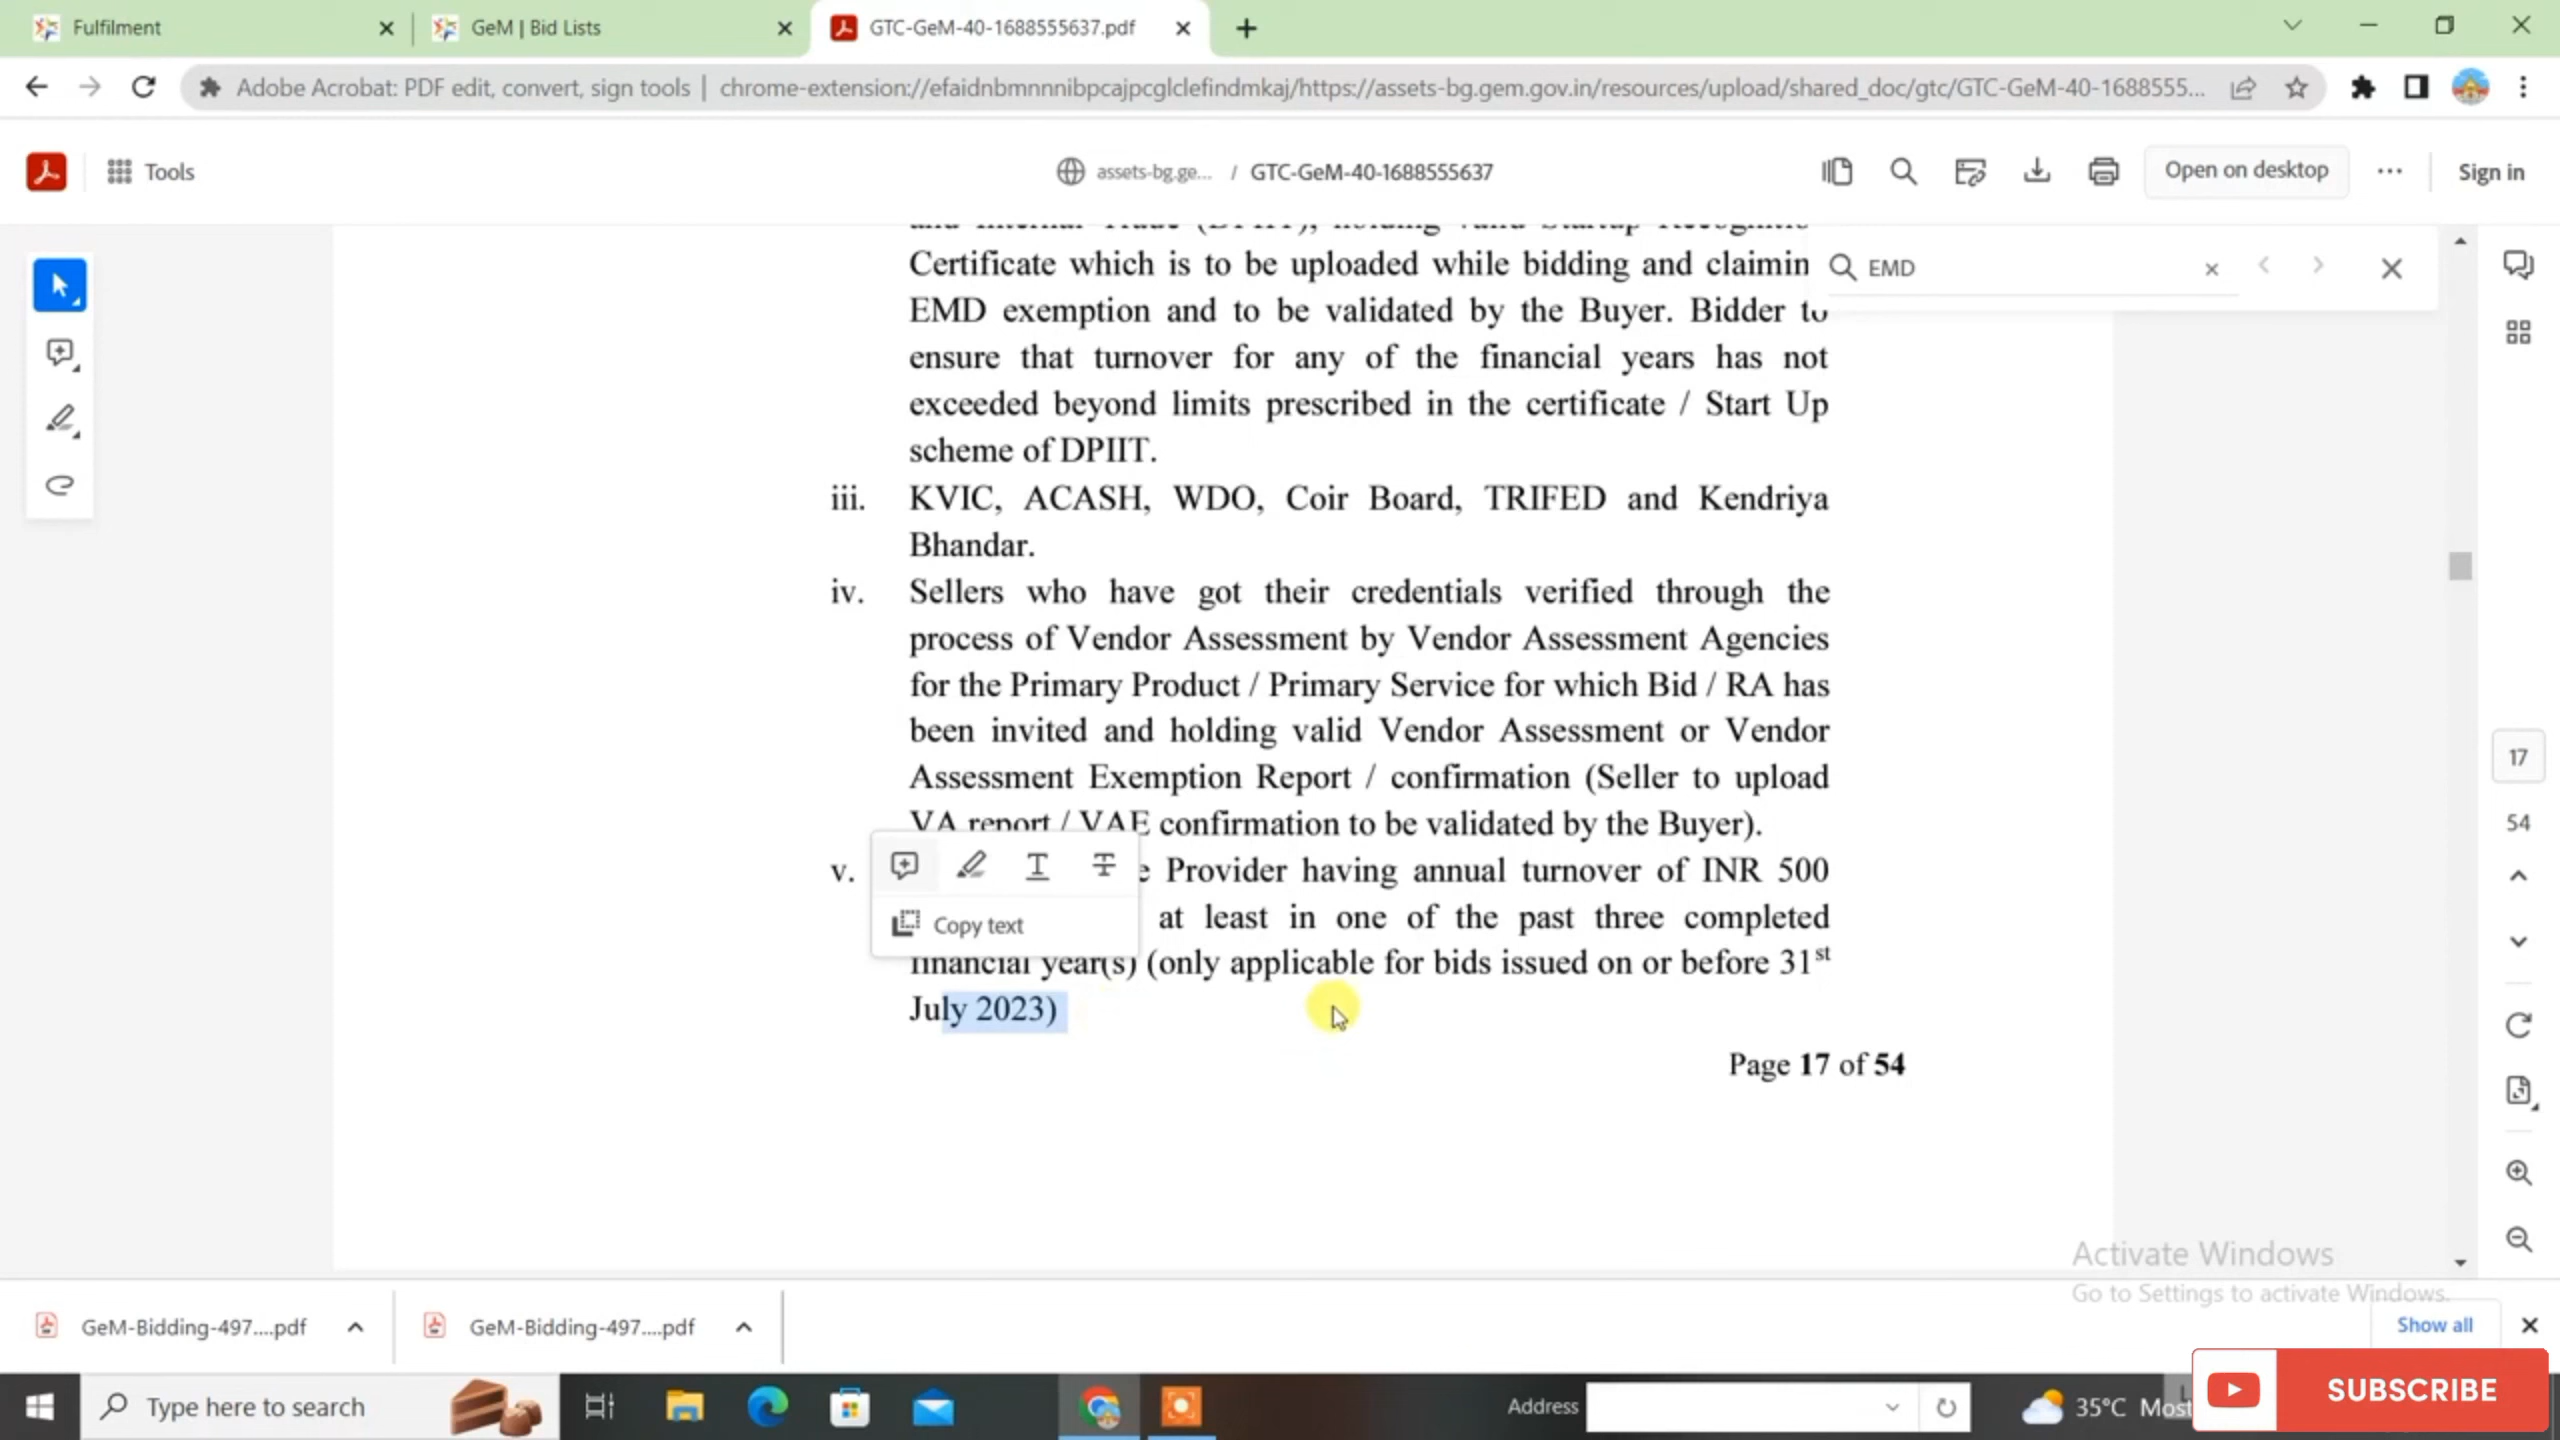 Fulfilment
GeM | Bid Lists
GTC-GeM-40-1688555637.pdf
Adobe Acrobat: PDF edit, convert, sign tools | chrome-extension://efaidnbmnnnibpcajpcglclefindmkaj/https://assets-bg.gem.gov.in/resources/upload/shared_doc/gtc/GTC-GeM-40-1688555...
Tools
assets-bg.ge... / GTC-GeM-40-1688555637
Open on desktop
Sign in
EMD
Certificate which is to be uploaded while bidding and claimin
EMD exemption and to be validated by the Buyer. Bidder to
ensure that turnover for any of the financial years has not
exceeded beyond limits prescribed in the certificate / Start Up
scheme of DPIIT.
iii. KVIC, ACASH, WDO, Coir Board, TRIFED and Kendriya
Bhandar.
iv. Sellers who have got their credentials verified through the
process of Vendor Assessment by Vendor Assessment Agencies
for the Primary Product / Primary Service for which Bid / RA has
been invited and holding valid Vendor Assessment or Vendor
Assessment Exemption Report / confirmation (Seller to upload
VA report / VAE confirmation to be validated by the Buyer).
v. e Provider having annual turnover of INR 500
at least in one of the past three completed
Copy text
financial year(s) (only applicable for bids issued on or before 31st
July 2023)
Page 17 of 54
17
54
Activate Windows
Go to Settings to activate Windows.
GeM-Bidding-497....pdf
GeM-Bidding-497....pdf
Show all
Type here to search
Address
35°C Most
SUBSCRIBE